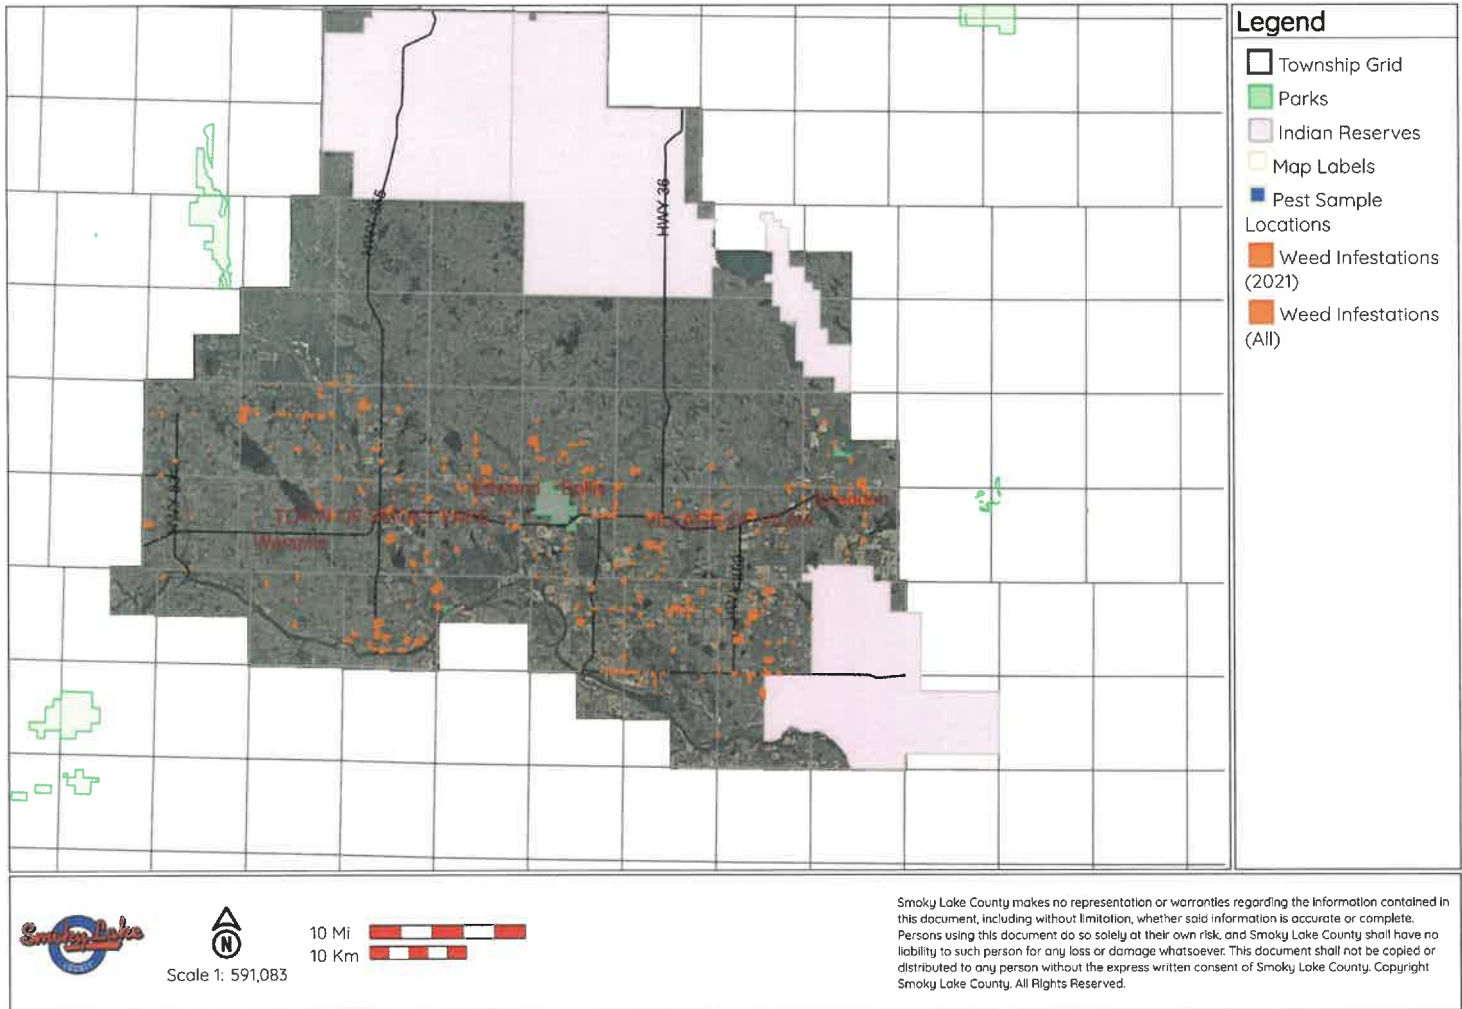 Legend
Township Grid
Parks
Indian Reserves
Map Labels
Pest Sample
Locations
Weed Infestations
(2021)
Weed Infestations
(All)
HWY 36
Smoky Lake
N
Scale 1: 591,083
10 Mi
10 Km
Smoky Lake County makes no representation or warranties regarding the information contained in
this document, including without limitation, whether said information is accurate or complete.
Persons using this document do so solely at their own risk, and Smoky Lake County shall have no
liability to such person for any loss or damage whatsoever. This document shall not be copied or
distributed to any person without the express written consent of Smoky Lake County. Copyright
Smoky Lake County. All Rights Reserved.